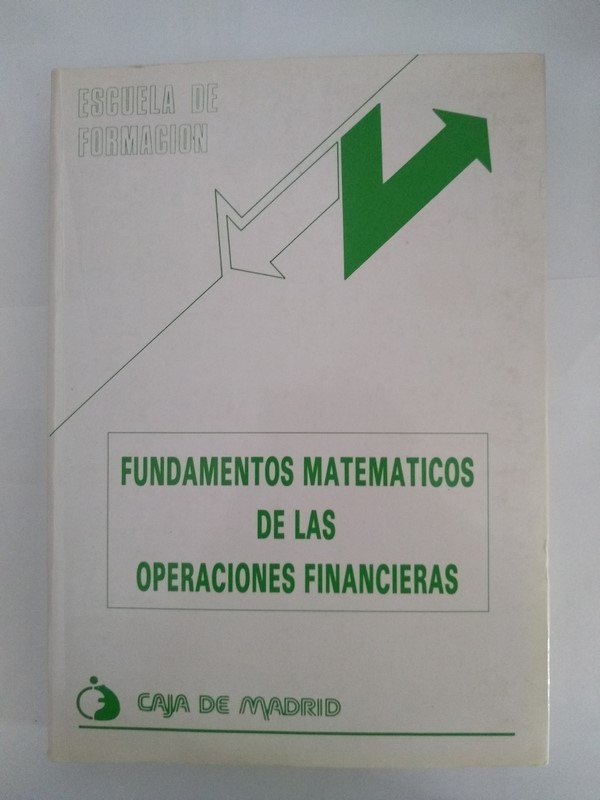 ESCUELA DE
FORMACION
FUNDAMENTOS MATEMATICOS
DE LAS
OPERACIONES FINANCIERAS
CAJA DE MADRID